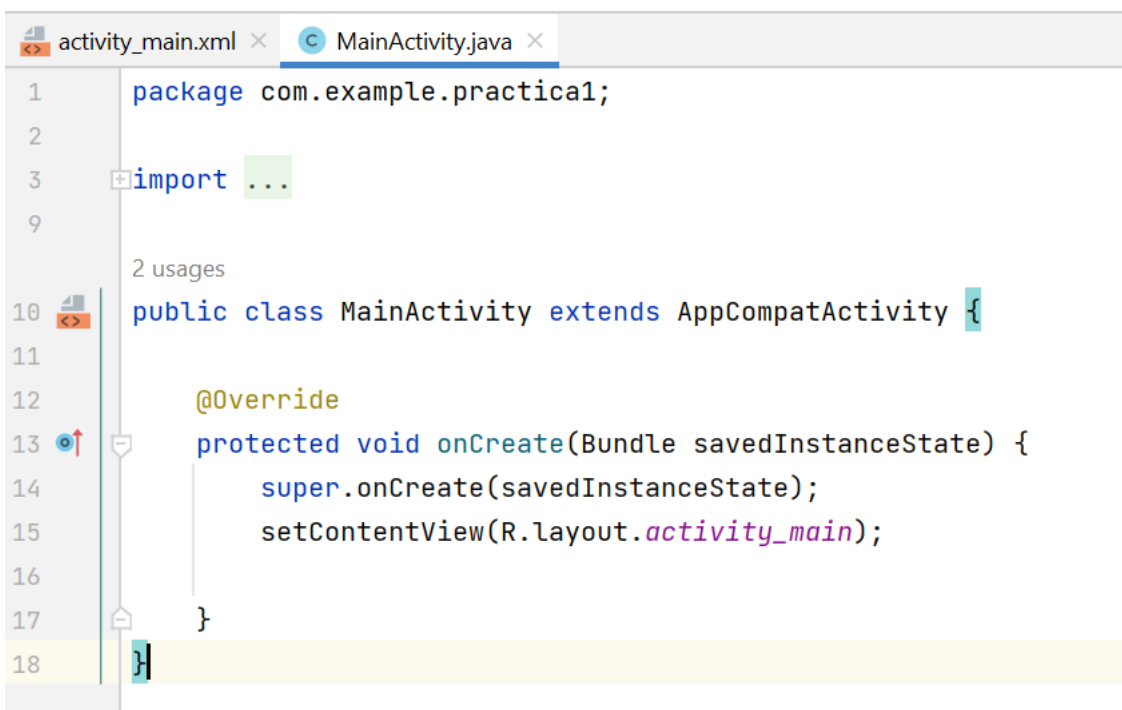 activity_main.xml MainActivity.java
1 package com.example.practica1;
2
3 import ...
9
2 usages
10 public class MainActivity extends AppCompatActivity {
11
12 @Override
13 protected void onCreate(Bundle savedInstanceState) {
14 super.onCreate(savedInstanceState);
15 setContentView(R.layout.activity_main);
16
17 }
18 }